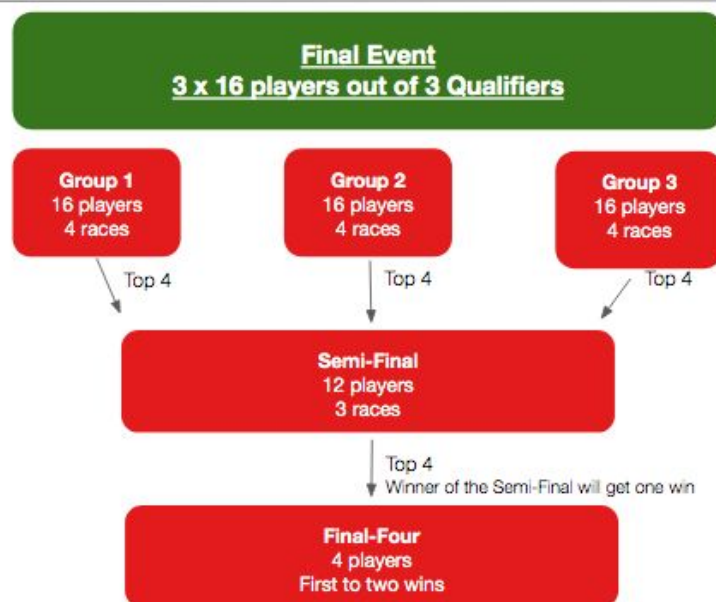 Final Event
3 x 16 players out of 3 Qualifiers
Group 1
16 players
4 races
Group 2
16 players
4 races
Group 3
16 players
4 races
Top 4
Top 4
Top 4
Semi-Final
12 players
3 races
Top 4
Winner of the Semi-Final will get one win
Final-Four
4 players
First to two wins